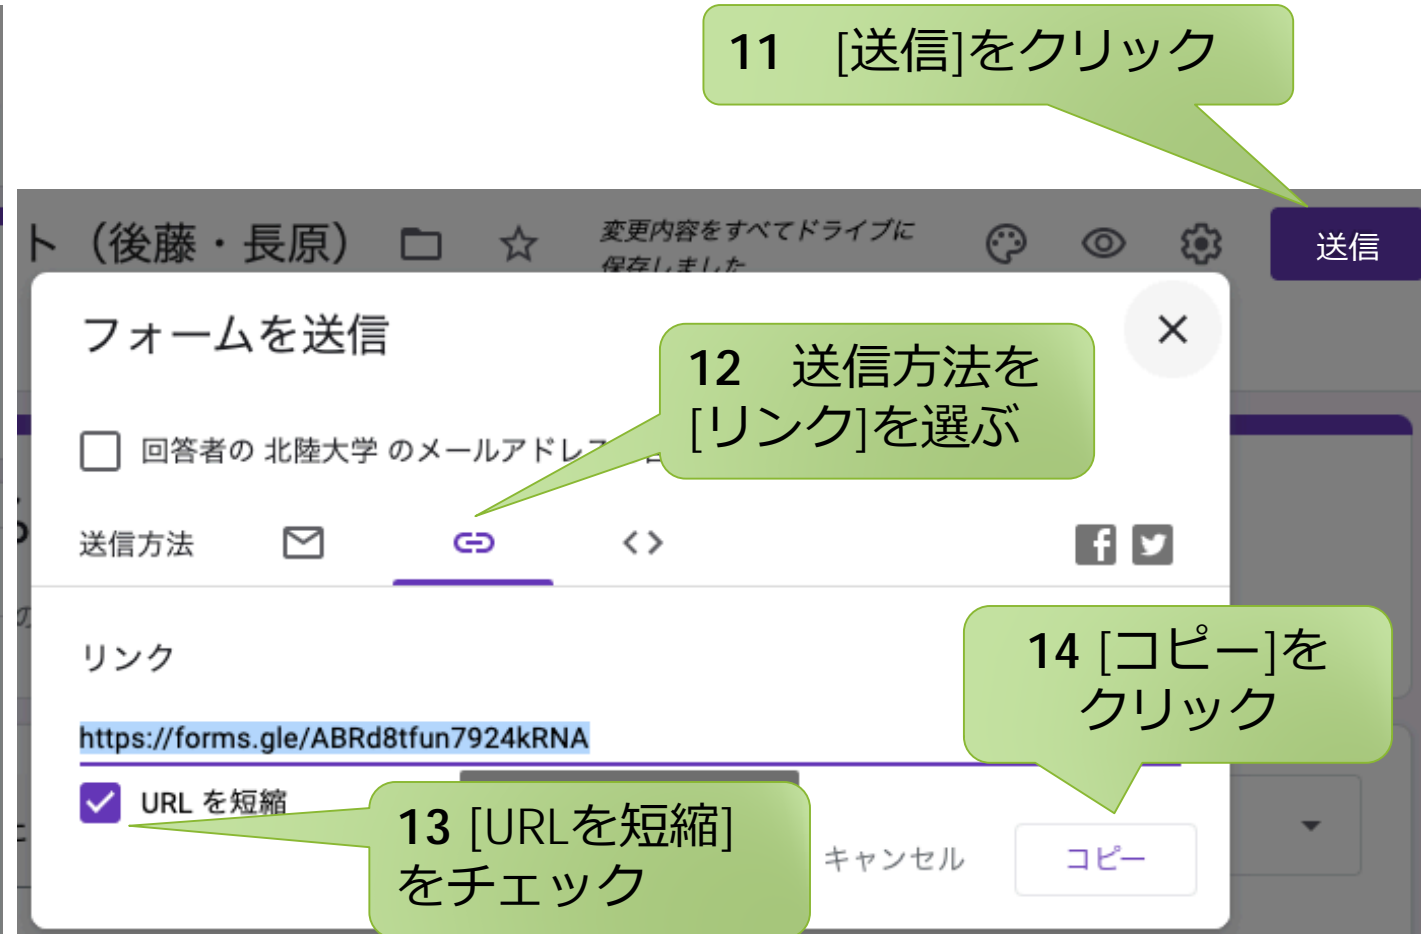 11　[送信]をクリック
ト（後藤・長原）
変更内容をすべてドライブに
保存しました
送信
フォームを送信
12　送信方法を
[リンク]を選ぶ
回答者の 北陸大学 のメールアドレス
送信方法
リンク
14 [コピー]を
クリック
https://forms.gle/ABRd8tfun7924kRNA
URL を短縮
13 [URLを短縮]
をチェック
キャンセル
コピー